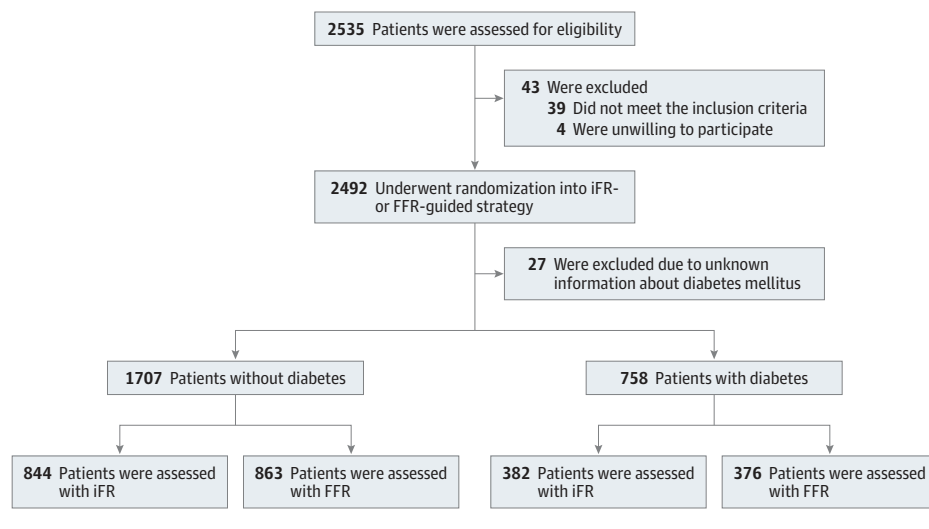 2535 Patients were assessed for eligibility
43 Were excluded
39 Did not meet the inclusion criteria
4 Were unwilling to participate
2492 Underwent randomization into iFR-
or FFR-guided strategy
27 Were excluded due to unknown
information about diabetes mellitus
1707 Patients without diabetes
758 Patients with diabetes
844 Patients were assessed
with iFR
863 Patients were assessed
with FFR
382 Patients were assessed
with iFR
376 Patients were assessed
with FFR